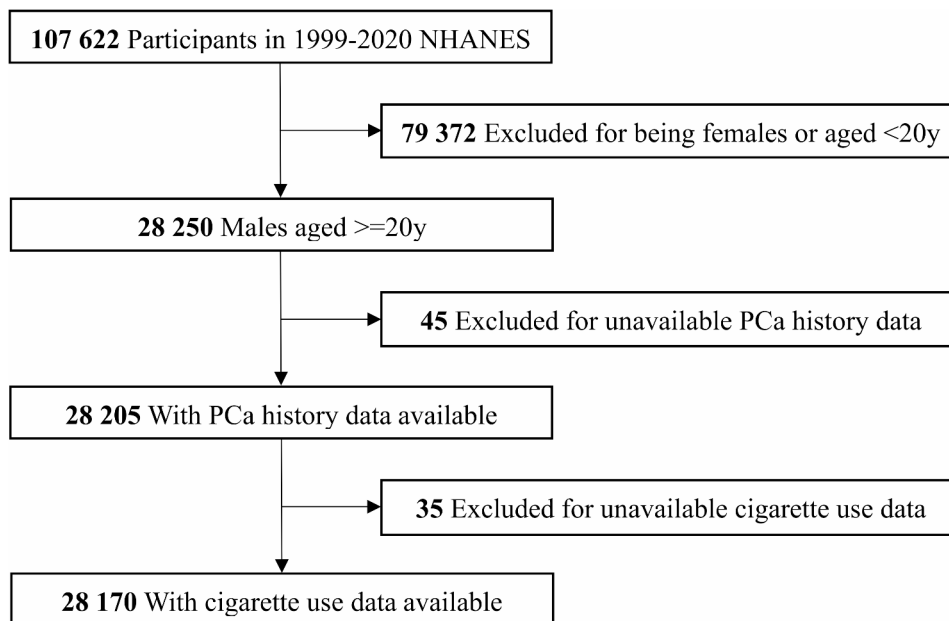 107 622 Participants in 1999-2020 NHANES
79 372 Excluded for being females or aged <20y
28 250 Males aged >=20y
45 Excluded for unavailable PCa history data
28 205 With PCa history data available
35 Excluded for unavailable cigarette use data
28 170 With cigarette use data available